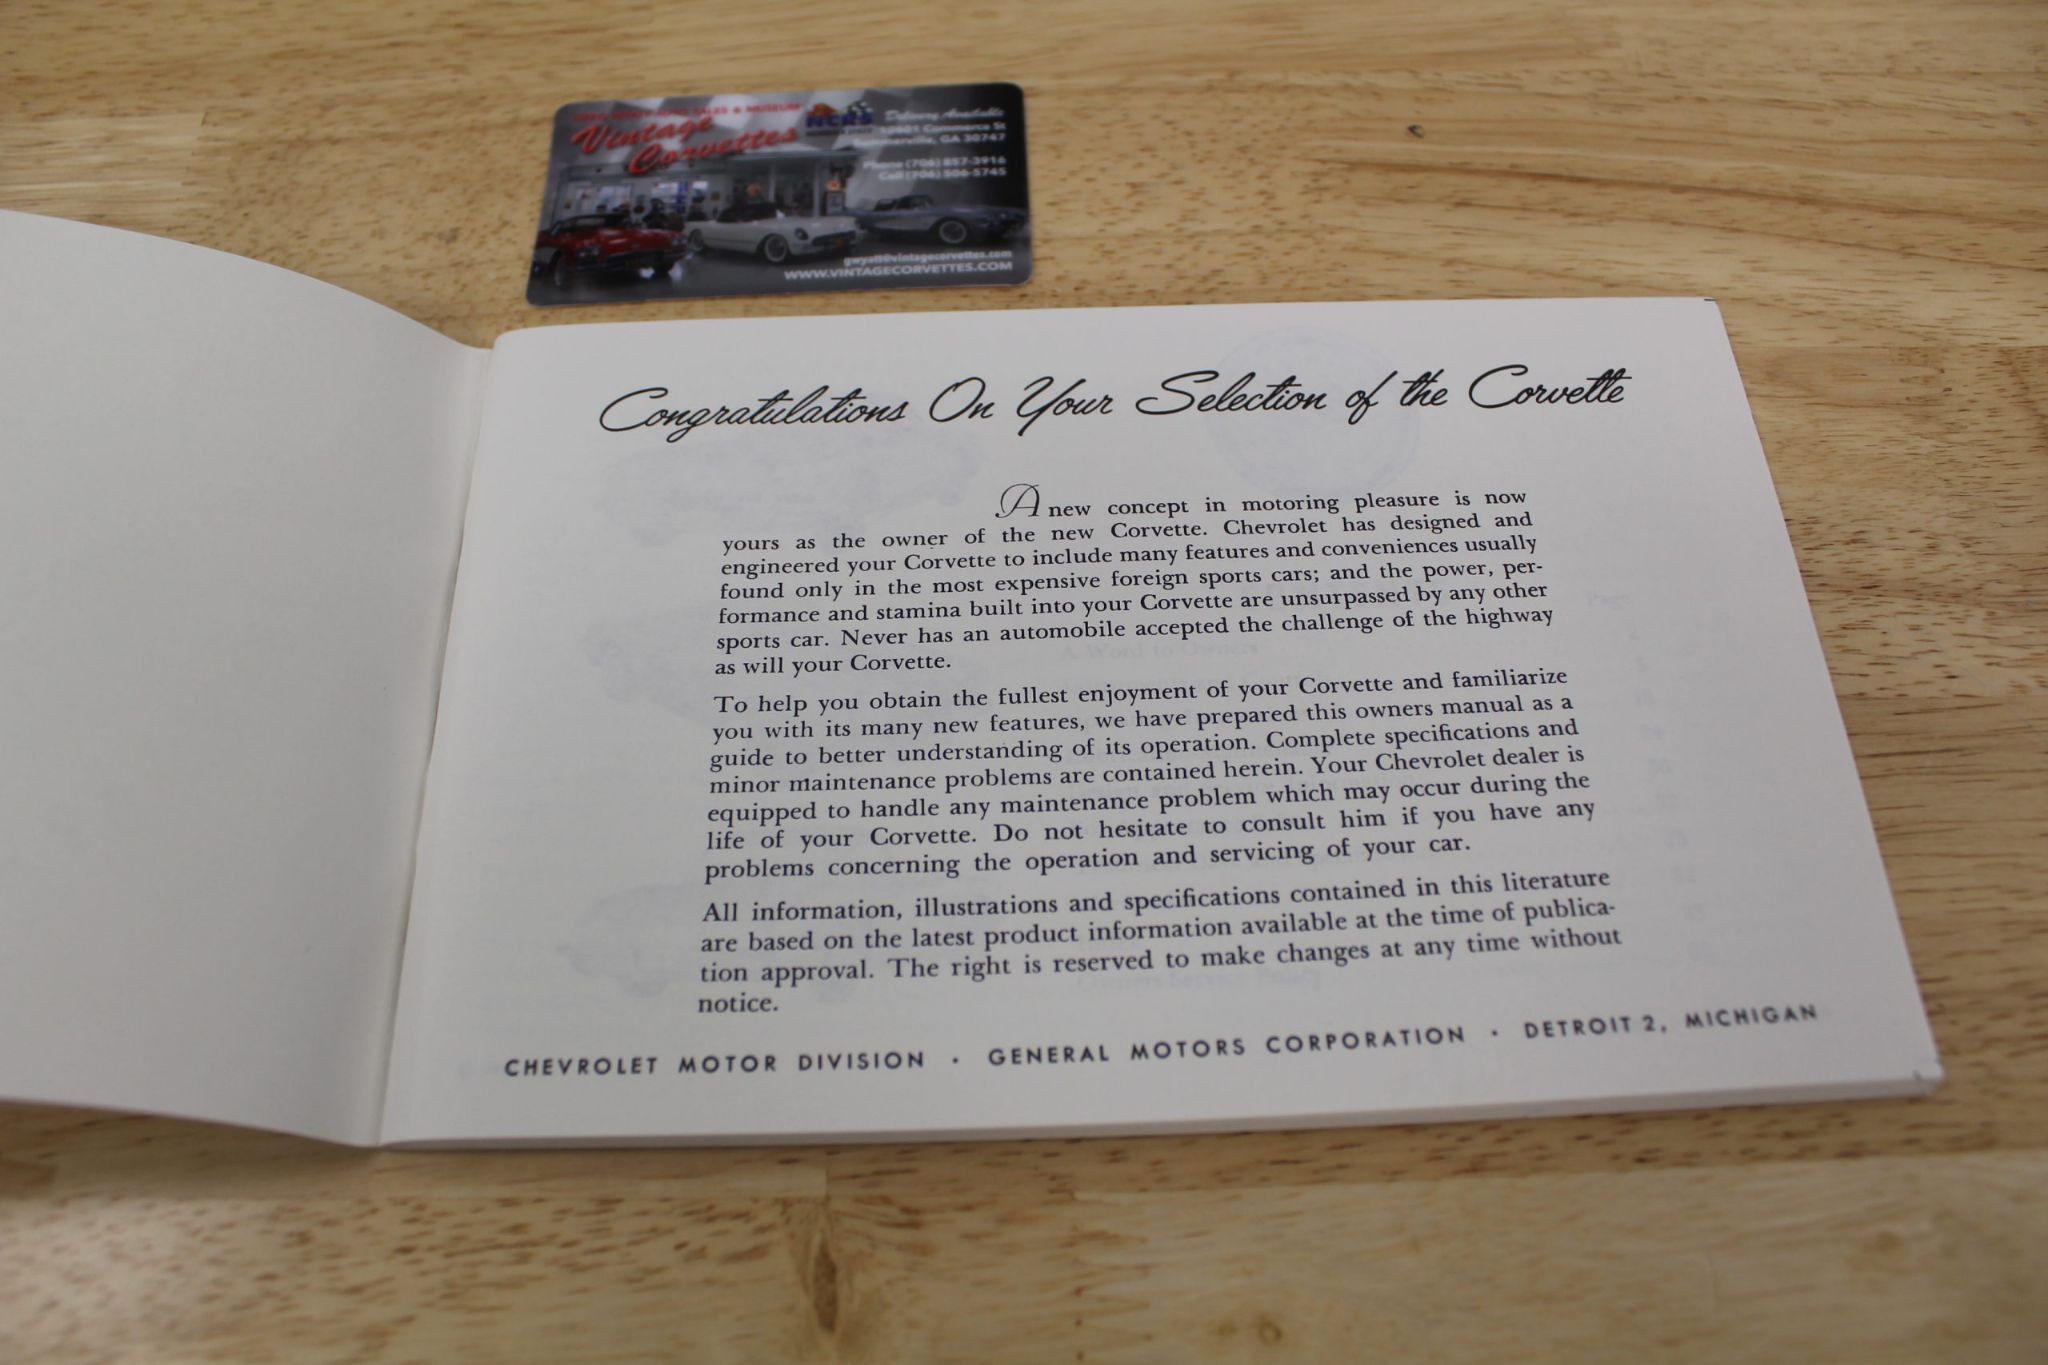 Vintage
Corvettes
NCRS
Delivery Available
Commerce St
Summerville, GA 30747
Phone (706) 857-3916
Cell (706) 506-5745
gwyatt@vintagecorvettes.com
WWW.VINTAGECORVETTES.COM
Congratulations On Your Selection of the Corvette
A new concept in motoring pleasure is now
yours as the owner of the new Corvette. Chevrolet has designed and
engineered your Corvette to include many features and conveniences usually
found only in the most expensive foreign sports cars; and the power, per-
formance and stamina built into your Corvette are unsurpassed by any other
sports car. Never has an automobile accepted the challenge of the highway
as will your Corvette.
To help you obtain the fullest enjoyment of your Corvette and familiarize
you with its many new features, we have prepared this owners manual as a
guide to better understanding of its operation. Complete specifications and
minor maintenance problems are contained herein. Your Chevrolet dealer is
equipped to handle any maintenance problem which may occur during the
life of your Corvette. Do not hesitate to consult him if you have any
problems concerning the operation and servicing of your car.
All information, illustrations and specifications contained in this literature
are based on the latest product information available at the time of publica-
tion approval. The right is reserved to make changes at any time without
notice.
CHEVROLET MOTOR DIVISION • GENERAL MOTORS CORPORATION • DETROIT 2, MICHIGAN